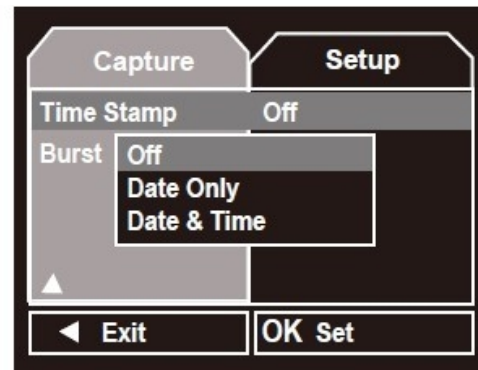 Capture Setup
Time Stamp Off
Burst Off
Date Only
Date & Time
Exit OK Set